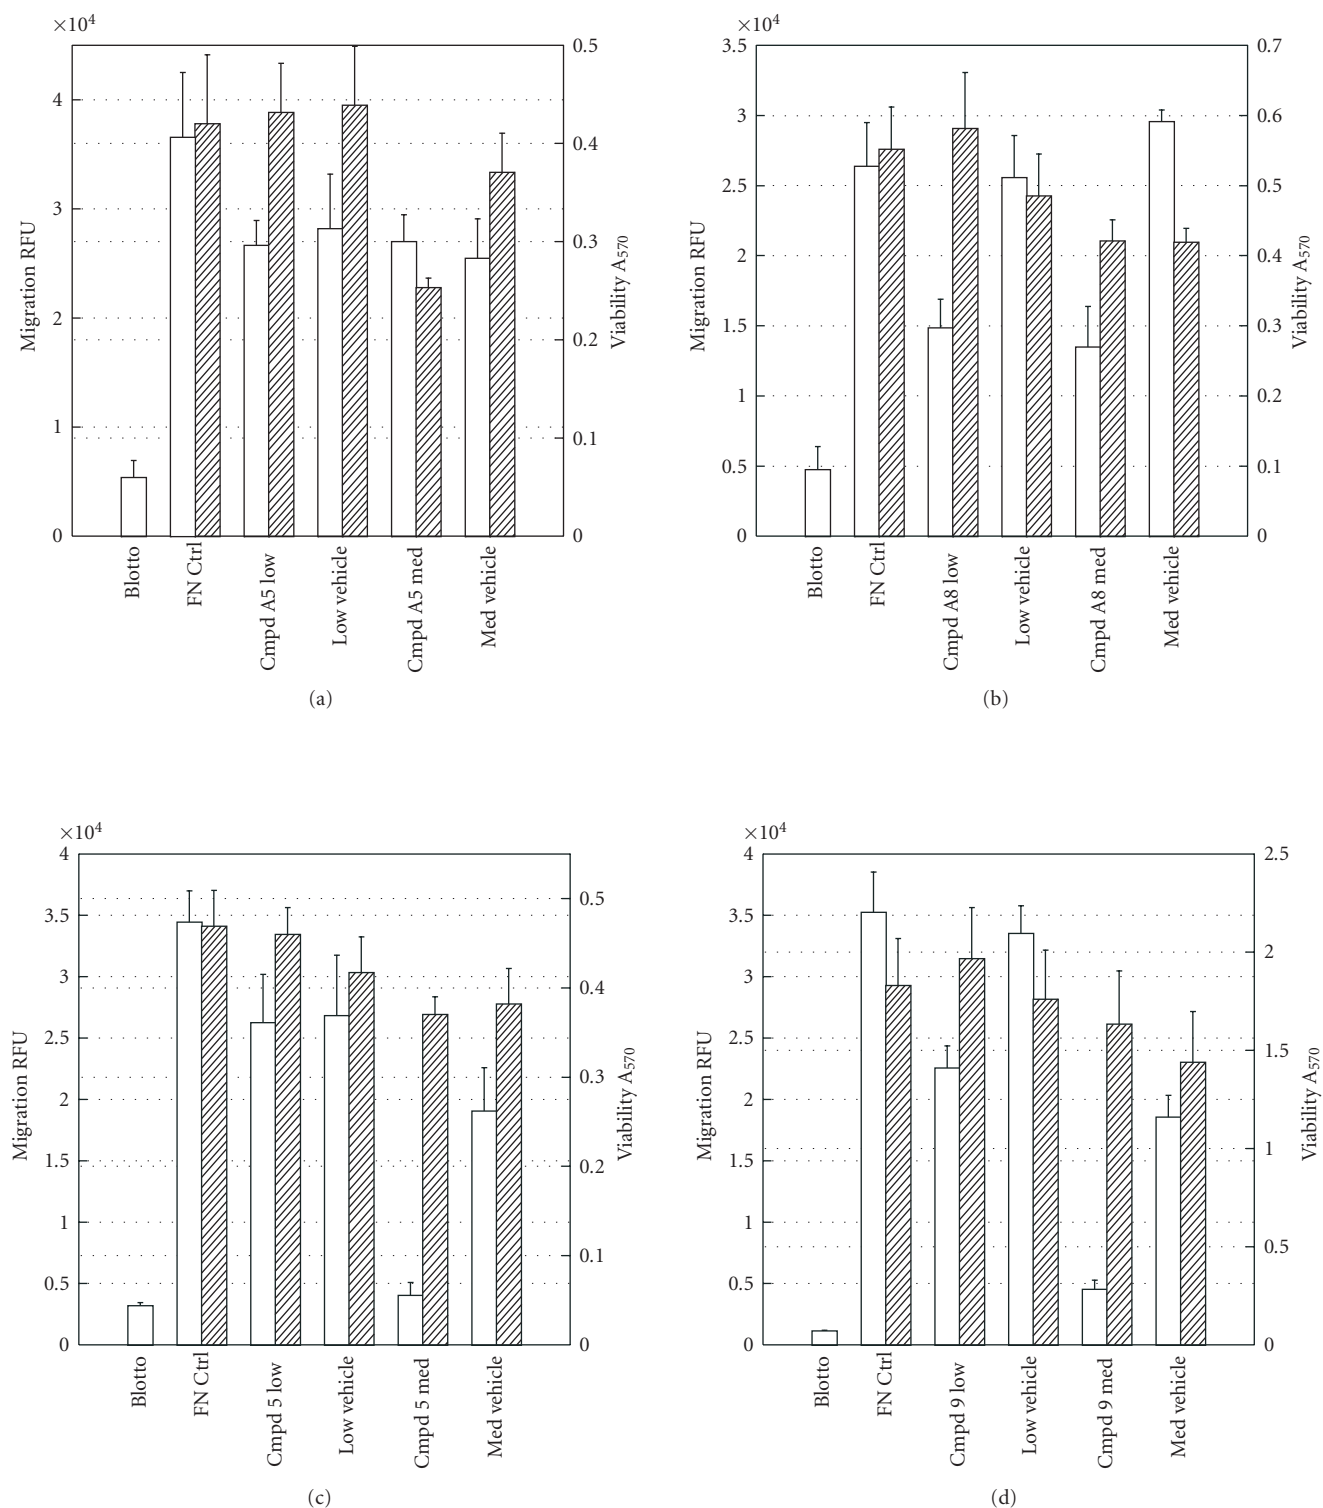 ×10⁴
4
3
2
1
0
0.5
0.4
0.3
0.2
0.1
0
Migration RFU
Viability A₅₇₀
Blotto
FN Ctrl
Cmpd A5 low
Low vehicle
Cmpd A5 med
Med vehicle
(a)
×10⁴
3.5
3
2.5
2
1.5
1
0.5
0
0.7
0.6
0.5
0.4
0.3
0.2
0.1
0
Migration RFU
Viability A₅₇₀
Blotto
FN Ctrl
Cmpd A8 low
Low vehicle
Cmpd A8 med
Med vehicle
(b)
×10⁴
4
3.5
3
2.5
2
1.5
1
0.5
0
0.5
0.4
0.3
0.2
0.1
0
Migration RFU
Viability A₅₇₀
Blotto
FN Ctrl
Cmpd 5 low
Low vehicle
Cmpd 5 med
Med vehicle
(c)
×10⁴
4
3.5
3
2.5
2
1.5
1
0.5
0
2.5
2
1.5
1
0.5
0
Migration RFU
Viability A₅₇₀
Blotto
FN Ctrl
Cmpd 9 low
Low vehicle
Cmpd 9 med
Med vehicle
(d)